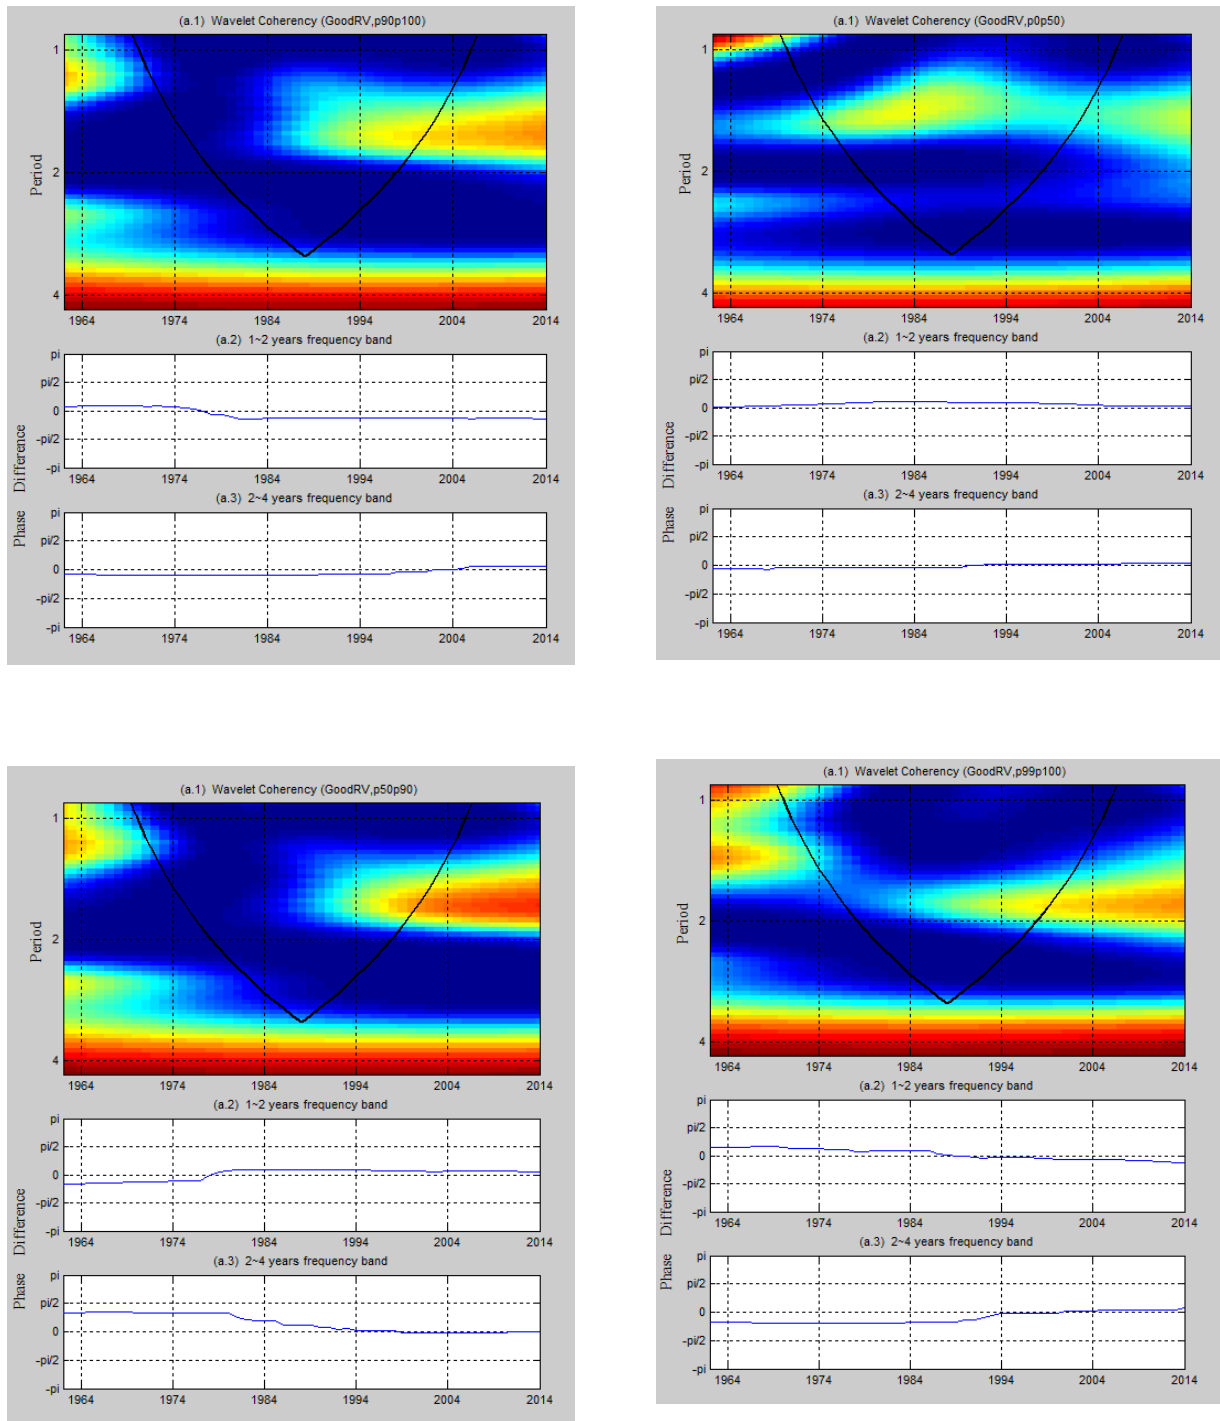 (a.1) Wavelet Coherency (GoodRV,p90p100)
Period
1
2
4
1964 1974 1984 1994 2004 2014
(a.2) 1~2 years frequency band
pi
pi/2
0
-pi/2
-pi
1964 1974 1984 1994 2004 2014
Phase Difference
(a.3) 2~4 years frequency band
pi
pi/2
0
-pi/2
-pi
1964 1974 1984 1994 2004 2014
(a.1) Wavelet Coherency (GoodRV,p0p50)
Period
1
2
4
1964 1974 1984 1994 2004 2014
(a.2) 1~2 years frequency band
pi
pi/2
0
-pi/2
-pi
1964 1974 1984 1994 2004 2014
Phase Difference
(a.3) 2~4 years frequency band
pi
pi/2
0
-pi/2
-pi
1964 1974 1984 1994 2004 2014
(a.1) Wavelet Coherency (GoodRV,p50p90)
Period
1
2
4
1964 1974 1984 1994 2004 2014
(a.2) 1~2 years frequency band
pi
pi/2
0
-pi/2
-pi
1964 1974 1984 1994 2004 2014
Phase Difference
(a.3) 2~4 years frequency band
pi
pi/2
0
-pi/2
-pi
1964 1974 1984 1994 2004 2014
(a.1) Wavelet Coherency (GoodRV,p99p100)
Period
1
2
4
1964 1974 1984 1994 2004 2014
(a.2) 1~2 years frequency band
pi
pi/2
0
-pi/2
-pi
1964 1974 1984 1994 2004 2014
Phase Difference
(a.3) 2~4 years frequency band
pi
pi/2
0
-pi/2
-pi
1964 1974 1984 1994 2004 2014